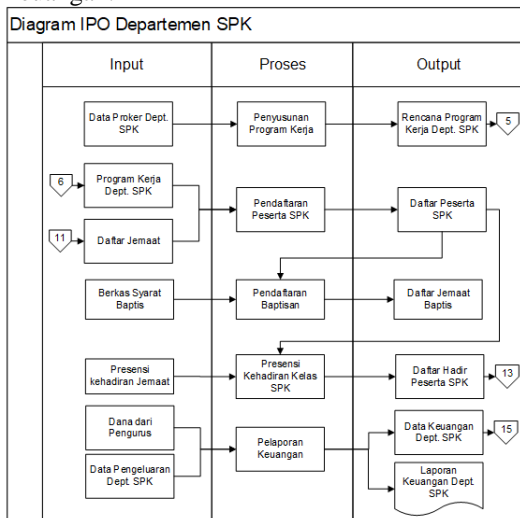 Diagram IPO Departemen SPK
Input
Proses
Output
Data Proker Dept.
SPK
Penyusunan
Program Kerja
Rencana Program
Kerja Dept. SPK
5
6
Program Kerja
Dept. SPK
11
Daftar Jemaat
Pendaftaran
Peserta SPK
Daftar Peserta
SPK
Berkas Syarat
Baptis
Pendaftaran
Baptisan
Daftar Jemaat
Baptis
Presensi
kehadiran Jemaat
Presensi
Kehadiran Kelas
SPK
Daftar Hadir
Peserta SPK
13
Dana dari
Pengurus
Data Pengeluaran
Dept. SPK
Pelaporan
Keuangan
Data Keuangan
Dept. SPK
15
Laporan
Keuangan Dept.
SPK